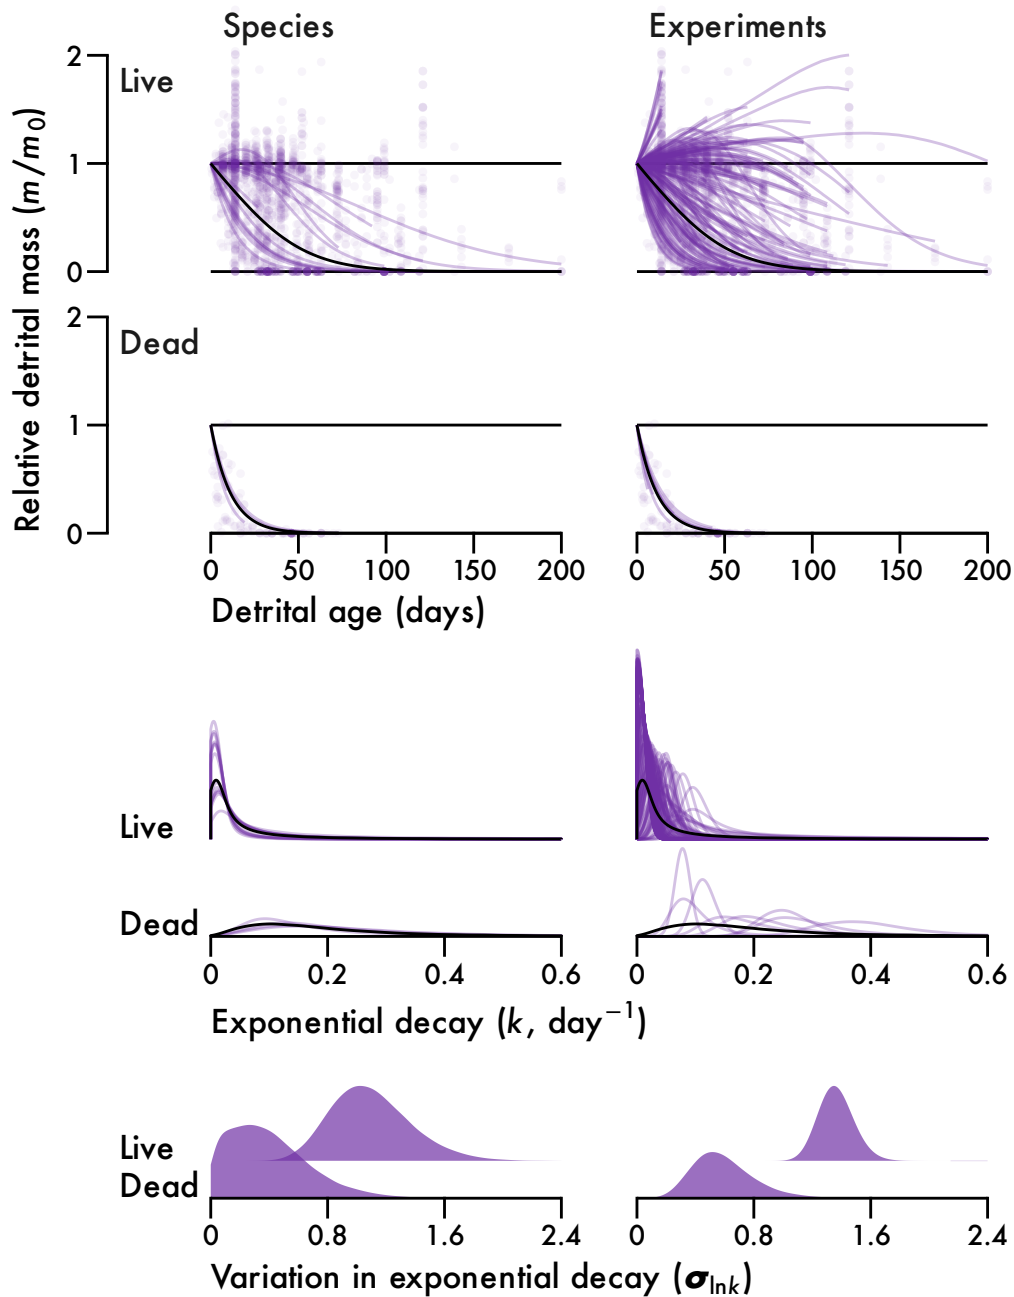 Species Experiments
Relative detrital mass (m/m0)
2
Live
1
0
2
Dead
1
0
0 50 100 150 200 0 50 100 150 200
Detrital age (days)
Live
Dead
0 0.2 0.4 0.6 0 0.2 0.4 0.6
Exponential decay (k, day−1)
Live
Dead
0 0.8 1.6 2.4 0 0.8 1.6 2.4
Variation in exponential decay (σlnk)